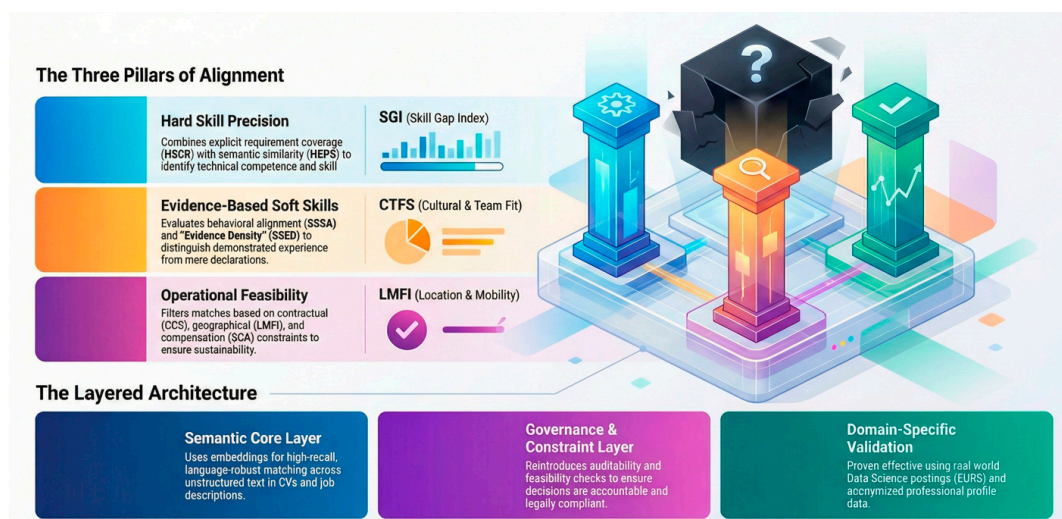 The Three Pillars of Alignment
Hard Skill Precision
Combines explicit requirement coverage
(HSCR) with semantic similarity (HEPS) to
identify technical competence and skill
SGI (Skill Gap Index)
Evidence-Based Soft Skills
Evaluates behavioral alignment (SSSA)
and "Evidence Density" (SSED) to
distinguish demonstrated experience
from mere declarations.
CTFS (Cultural & Team Fit)
Operational Feasibility
Filters matches based on contractual
(CCS), geographical (LMFI), and
compensation (SCA) constraints to
ensure sustainability.
LMFI (Location & Mobility)
?
The Layered Architecture
Semantic Core Layer
Uses embeddings for high-recall,
language-robust matching across
unstructured text in CVs and job
descriptions.
Governance &
Constraint Layer
Reintroduces auditability and
feasibility checks to ensure
decisions are accountable and
legally compliant.
Domain-Specific
Validation
Proven effective using raal world
Data Science postings (EURS) and
accnymized professional profile
data.